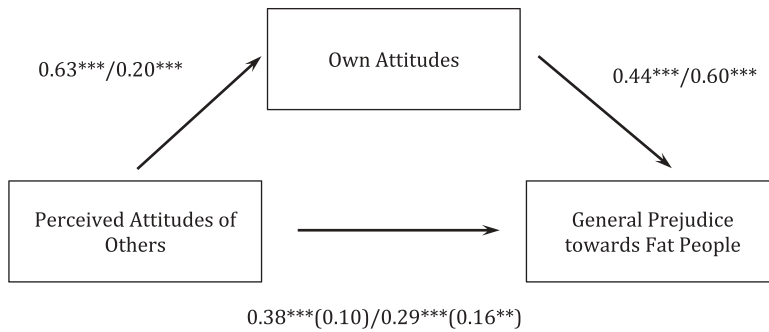 Own Attitudes
0.63***/0.20***
0.44***/0.60***
Perceived Attitudes of
Others
General Prejudice
towards Fat People
0.38***(0.10)/0.29***(0.16**)